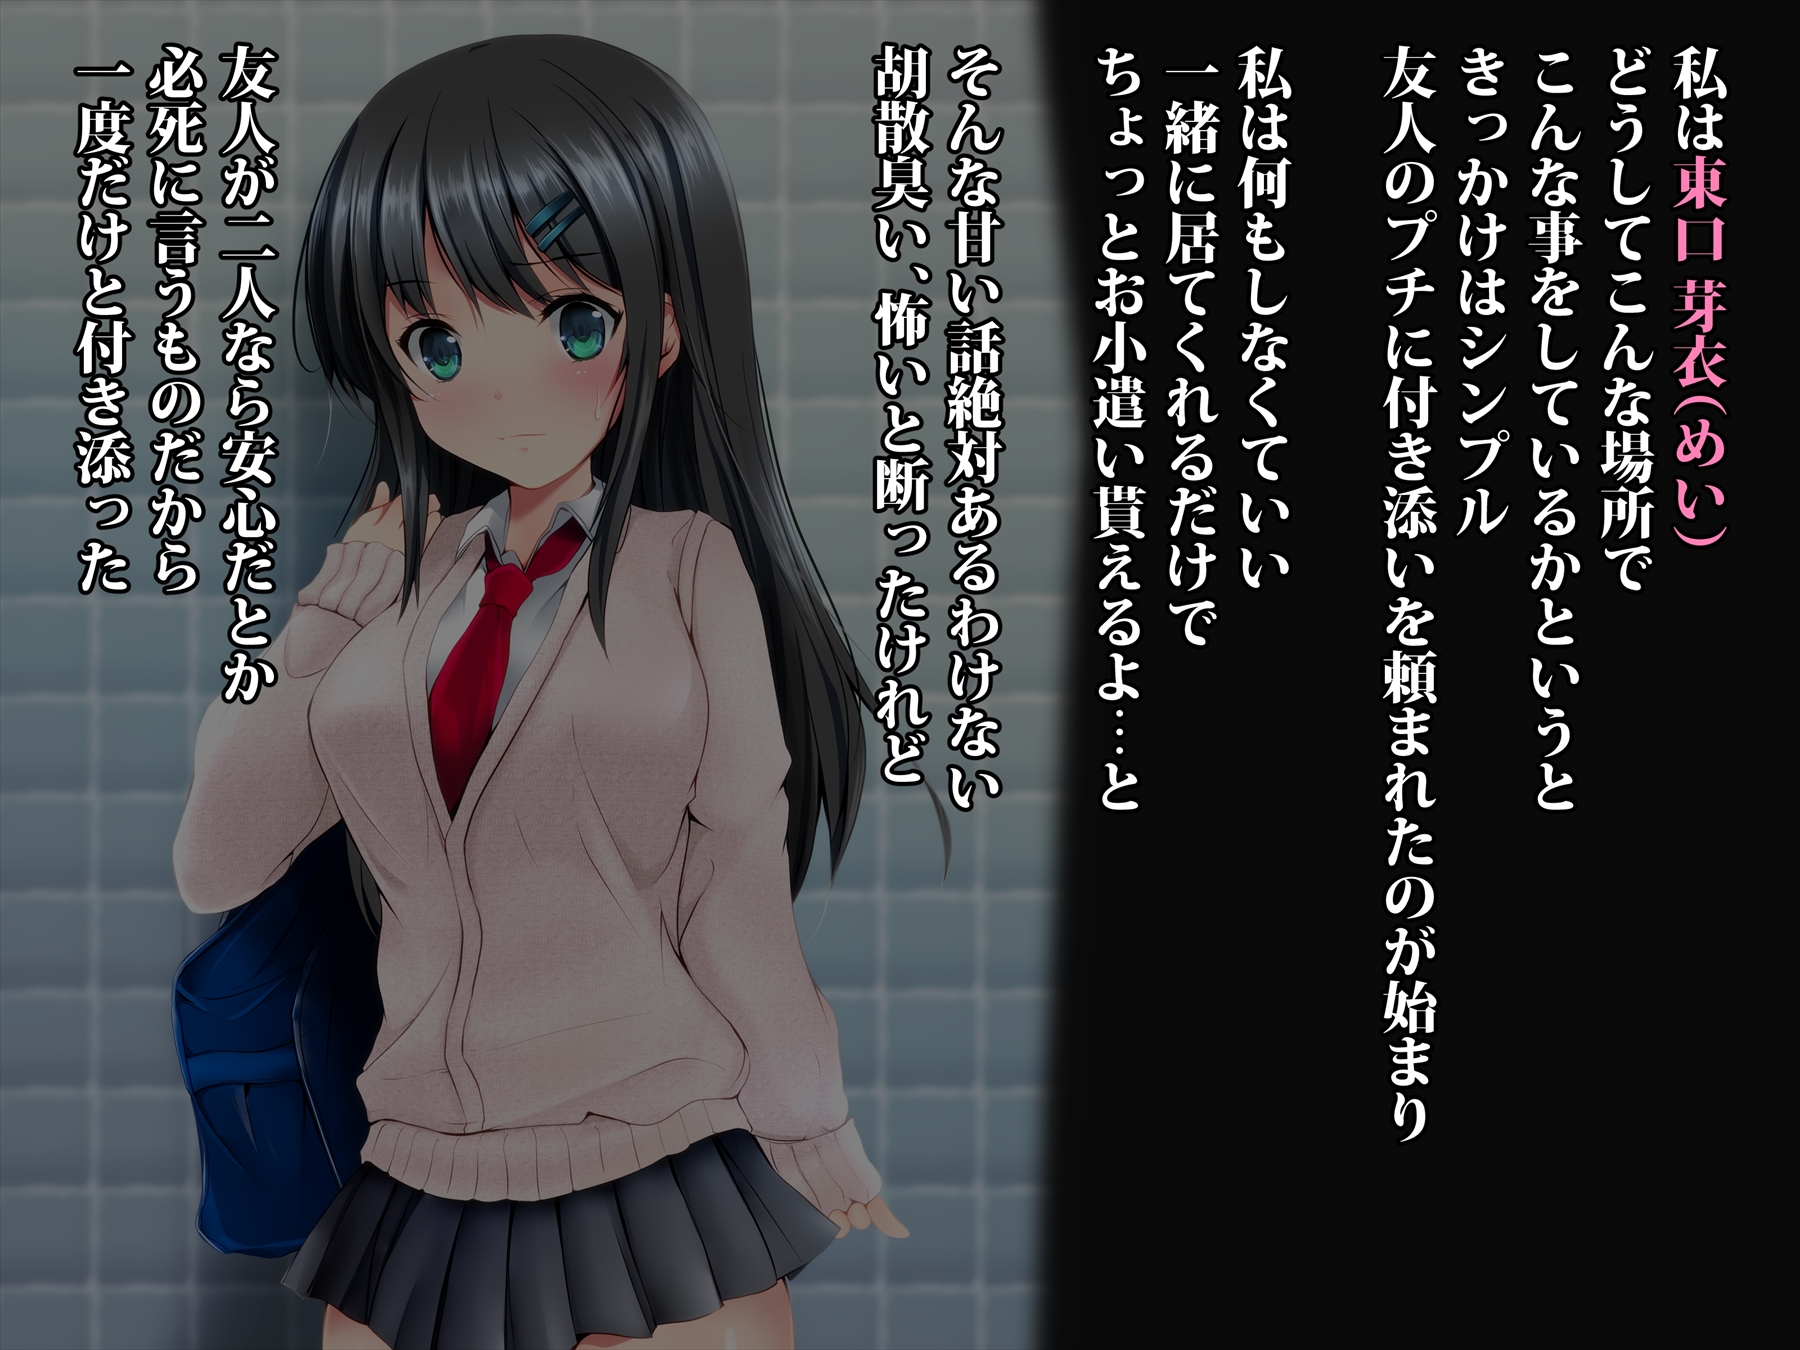 私は東口 芽衣(めい)
どうしてこんな場所で
こんな事をしているかというと
きっかけはシンプル
友人のプチに付き添いを頼まれたのが始まり
私は何もしなくていい
一緒に居てくれるだけで
ちょっとお小遣い貰えるよ…と
そんな甘い話絶対あるわけない
胡散臭い、怖いと断ったけれど
友人が二人なら安心だとか
必死に言うものだから
一度だけと付き添った